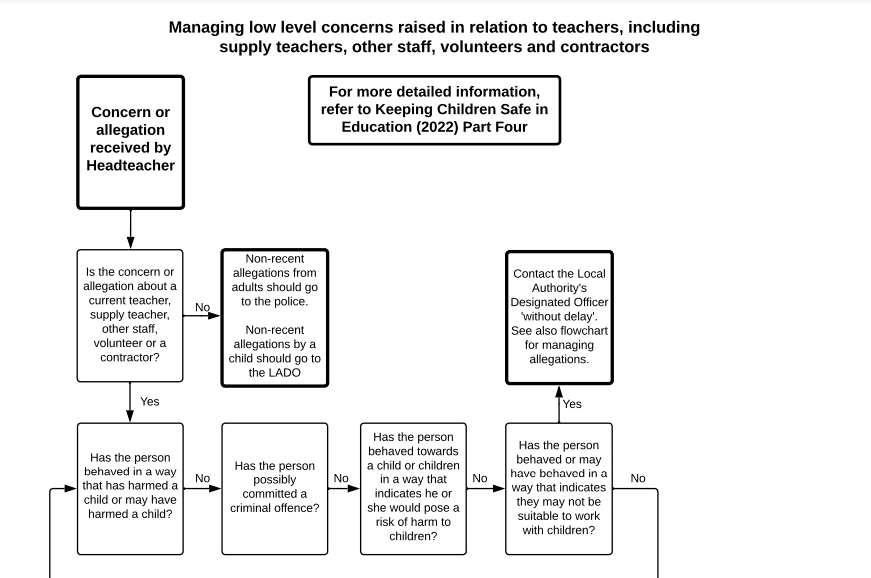 Managing low level concerns raised in relation to teachers, including
supply teachers, other staff, volunteers and contractors
Concern or
allegation
received by
Headteacher
For more detailed information,
refer to Keeping Children Safe in
Education (2022) Part Four
Is the concern or
allegation about a
current teacher,
supply teacher,
other staff,
volunteer or a
contractor?
No
Non-recent
allegations from
adults should go
to the police.
Non-recent
allegations by a
child should go to
the LADO
Contact the Local
Authority's
Designated Officer
'without delay'.
See also flowchart
for managing
allegations.
Yes
Yes
Has the person
behaved in a way
that has harmed a
child or may have
harmed a child?
No
Has the person
possibly
committed a
criminal offence?
No
Has the person
behaved towards
a child or children
in a way that
indicates he or
she would pose a
risk of harm to
children?
No
Has the person
behaved or may
have behaved in a
way that indicates
they may not be
suitable to work
with children?
No